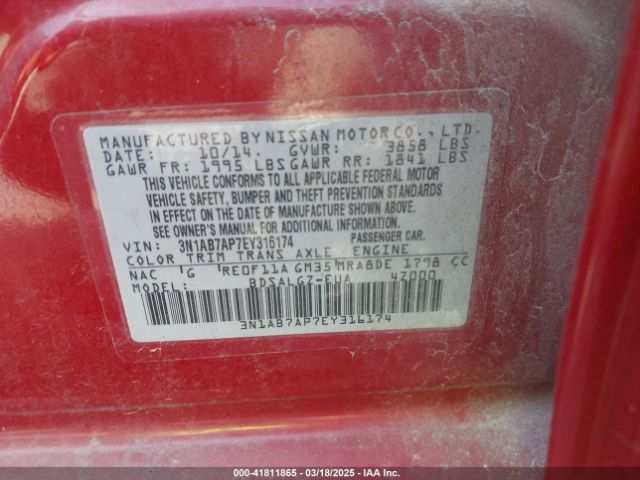 MANUFACTURED BY NISSAN MOTOR CO., LTD.
DATE: 10/14 GVWR: 3858 LBS
GAWR FR: 1995 LBS GAWR RR: 1841 LBS
THIS VEHICLE CONFORMS TO ALL APPLICABLE FEDERAL MOTOR
VEHICLE SAFETY, BUMPER AND THEFT PREVENTION STANDARDS
IN EFFECT ON THE DATE OF MANUFACTURE SHOWN ABOVE.
SEE OWNER'S MANUAL FOR ADDITIONAL INFORMATION.
VIN: 3N1AB7AP7EY316174 PASSENGER CAR.
COLOR TRIM TRANS AXLE ENGINE
NAC G RE0F11A GM35 MRA8DE 1798 CC
MODEL: BDSALGZ-EUA 47000
3N1AB7AP7EY316174
000-41811865 | 03/18/2025 | IAA Inc.